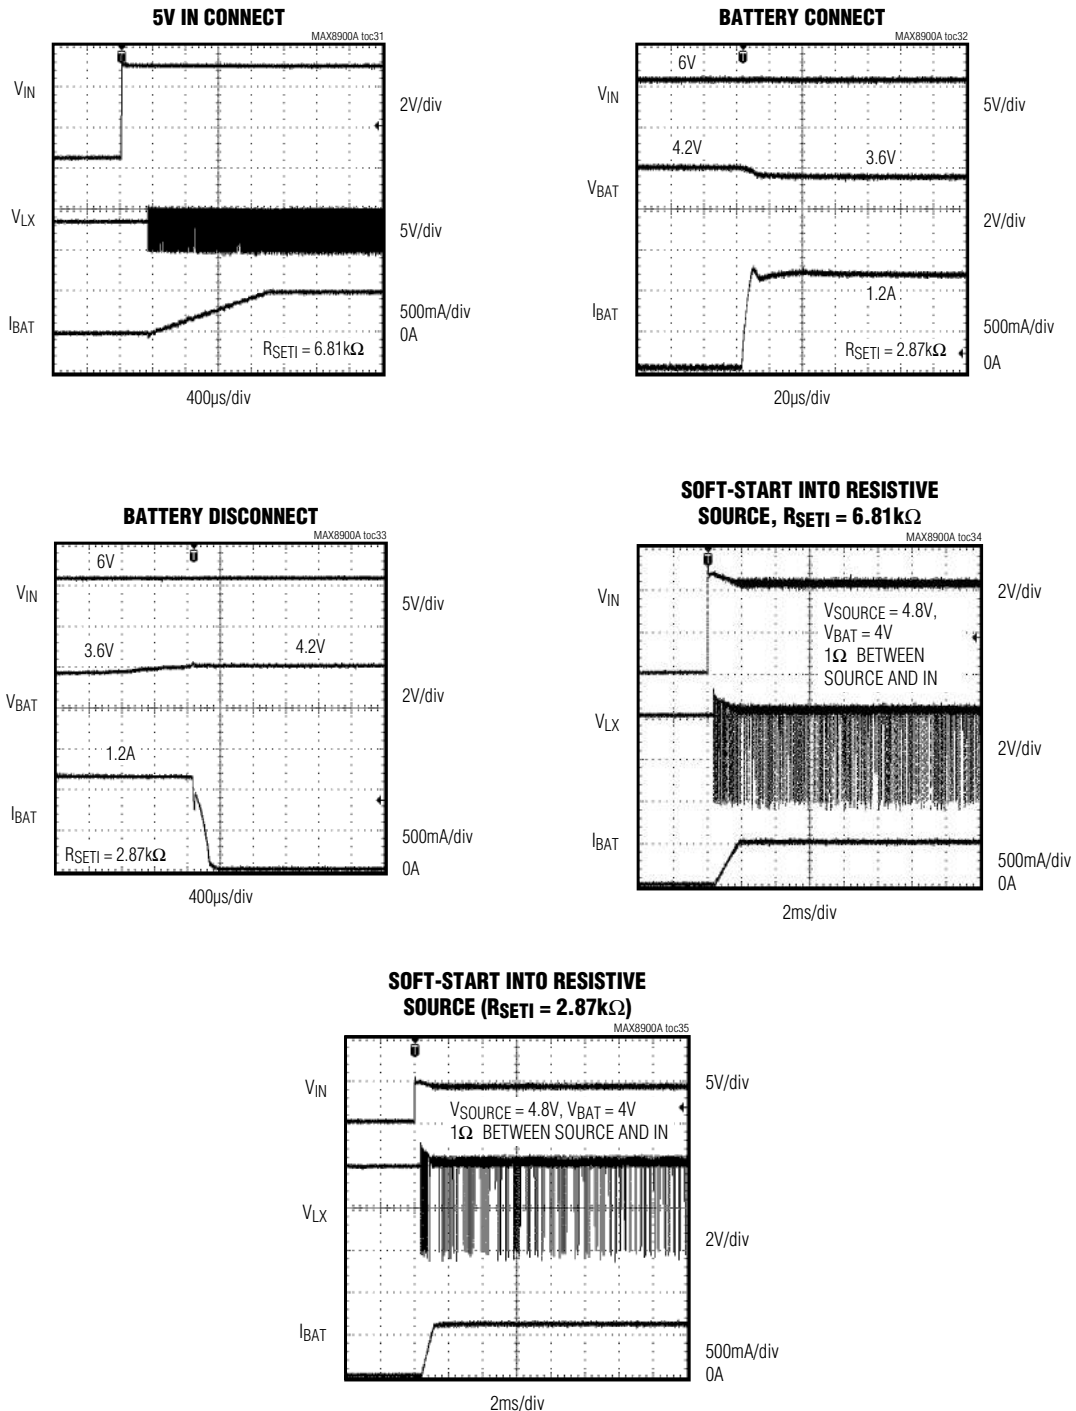 5V IN CONNECT
MAX8900A toc31
T
VIN
2V/div
VLX
5V/div
IBAT
500mA/div
0A
RSETI = 6.81kΩ
400µs/div
BATTERY CONNECT
MAX8900A toc32
T
6V
VIN
5V/div
4.2V
3.6V
VBAT
2V/div
IBAT
1.2A
500mA/div
RSETI = 2.87kΩ
0A
20µs/div
BATTERY DISCONNECT
MAX8900A toc33
T
6V
VIN
5V/div
3.6V
4.2V
VBAT
2V/div
1.2A
IBAT
500mA/div
RSETI = 2.87kΩ
0A
400µs/div
SOFT-START INTO RESISTIVE
SOURCE, RSETI = 6.81kΩ
MAX8900A toc34
T
VIN
2V/div
VSOURCE = 4.8V,
VBAT = 4V
1Ω BETWEEN
SOURCE AND IN
VLX
2V/div
IBAT
500mA/div
0A
2ms/div
SOFT-START INTO RESISTIVE
SOURCE (RSETI = 2.87kΩ)
MAX8900A toc35
T
VIN
5V/div
VSOURCE = 4.8V, VBAT = 4V
1Ω BETWEEN SOURCE AND IN
VLX
2V/div
IBAT
500mA/div
0A
2ms/div